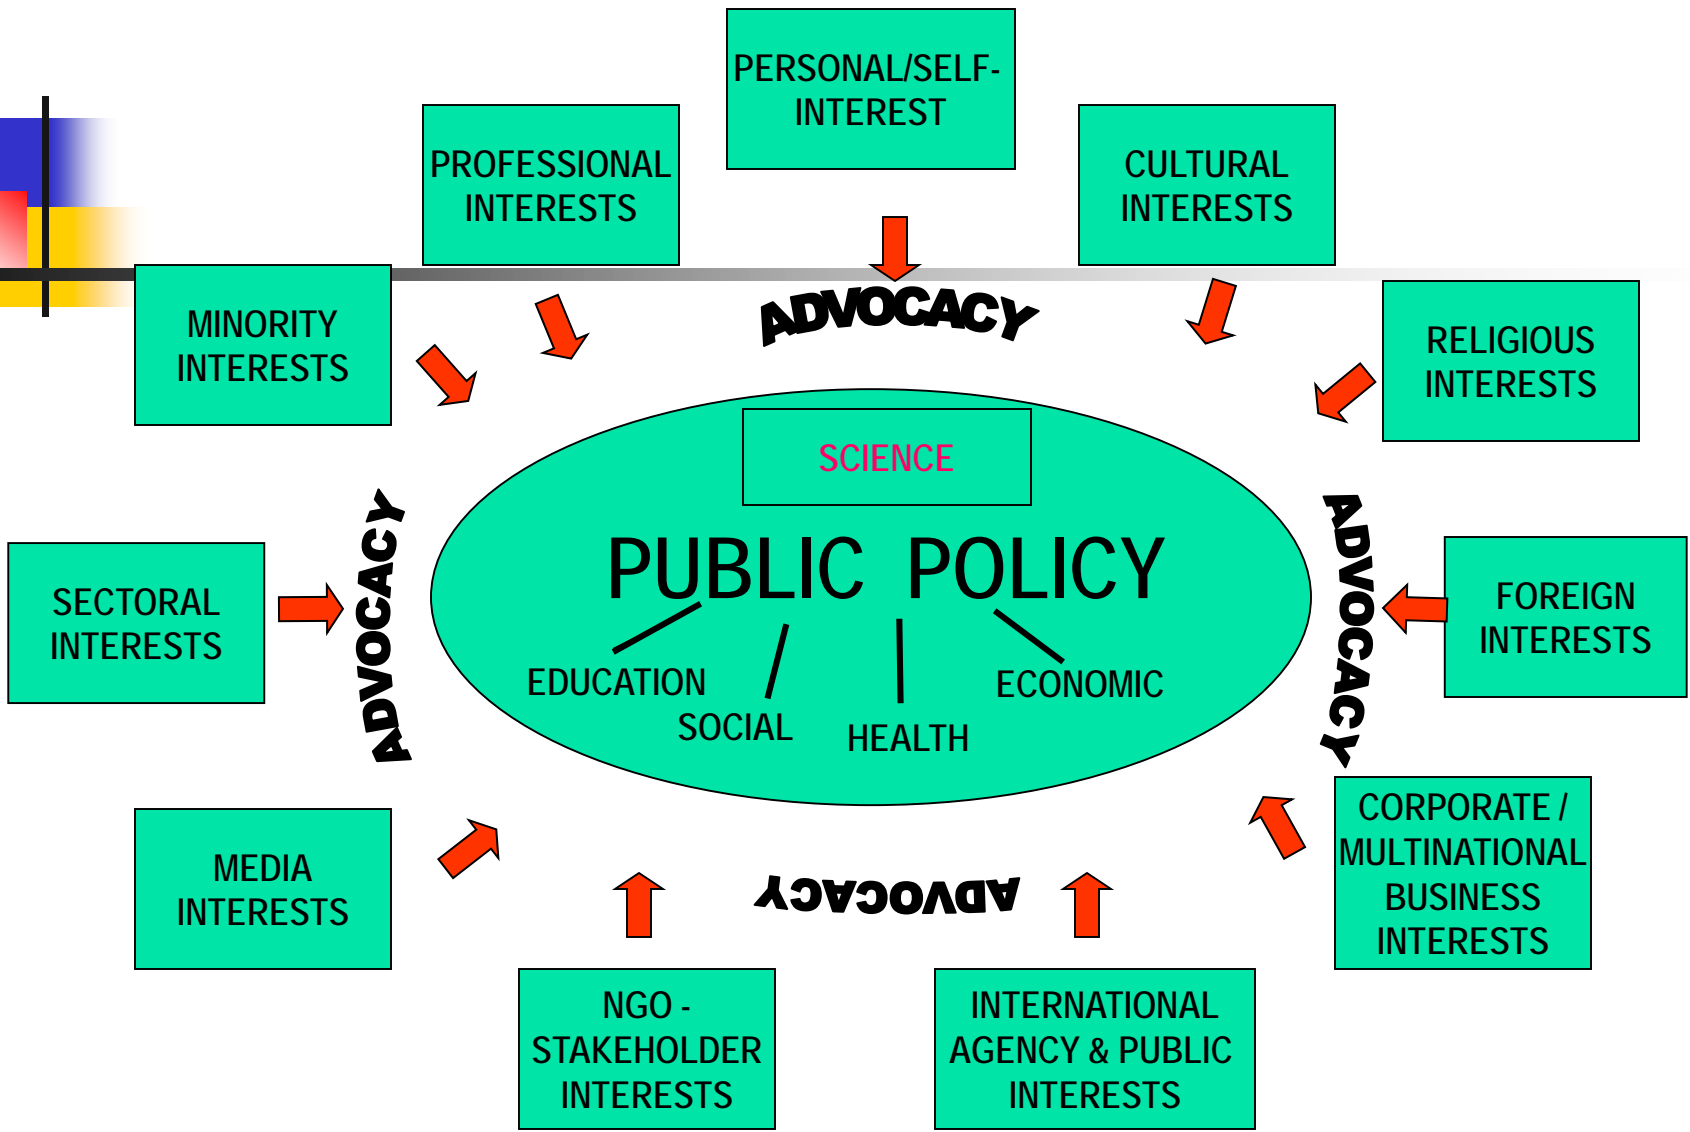 PERSONAL/SELF-
INTEREST
PROFESSIONAL
INTERESTS
CULTURAL
INTERESTS
MINORITY
INTERESTS
ADVOCACY
RELIGIOUS
INTERESTS
SCIENCE
PUBLIC POLICY
EDUCATION
SOCIAL
HEALTH
ECONOMIC
ADVOCACY
ADVOCACY
SECTORAL
INTERESTS
FOREIGN
INTERESTS
MEDIA
INTERESTS
ADVOCACY
CORPORATE /
MULTINATIONAL
BUSINESS
INTERESTS
NGO -
STAKEHOLDER
INTERESTS
INTERNATIONAL
AGENCY & PUBLIC
INTERESTS